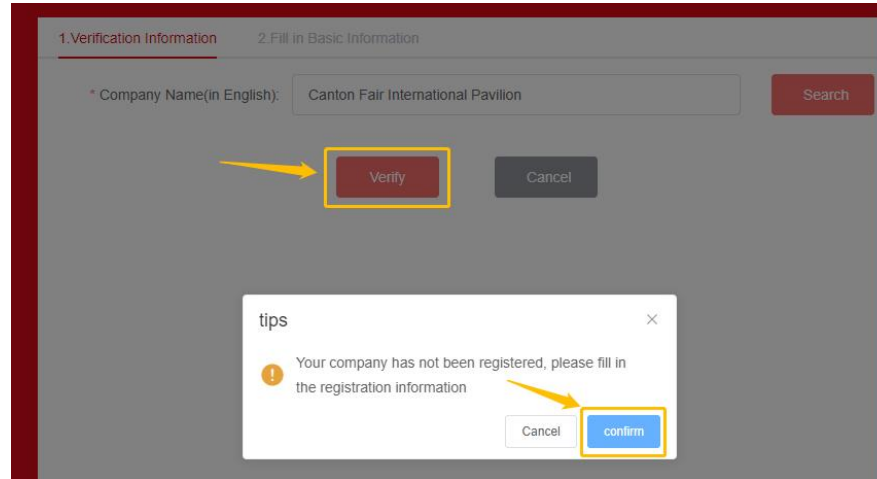 1.Verification Information 2.Fill in Basic Information
* Company Name(in English): Canton Fair International Pavilion Search
Verify Cancel
tips
Your company has not been registered, please fill in
the registration information
Cancel confirm